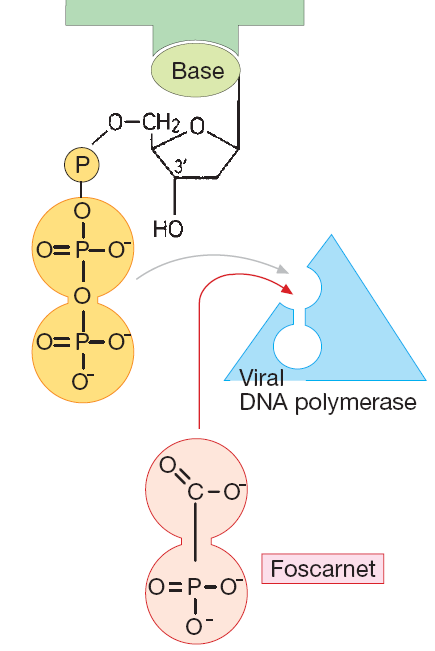 Base
O–CH₂
O
P
3'
HO
O
O=P–O⁻
O
O=P–O⁻
O⁻
Viral
DNA polymerase
O
C–O⁻
Foscarnet
O=P–O⁻
O⁻